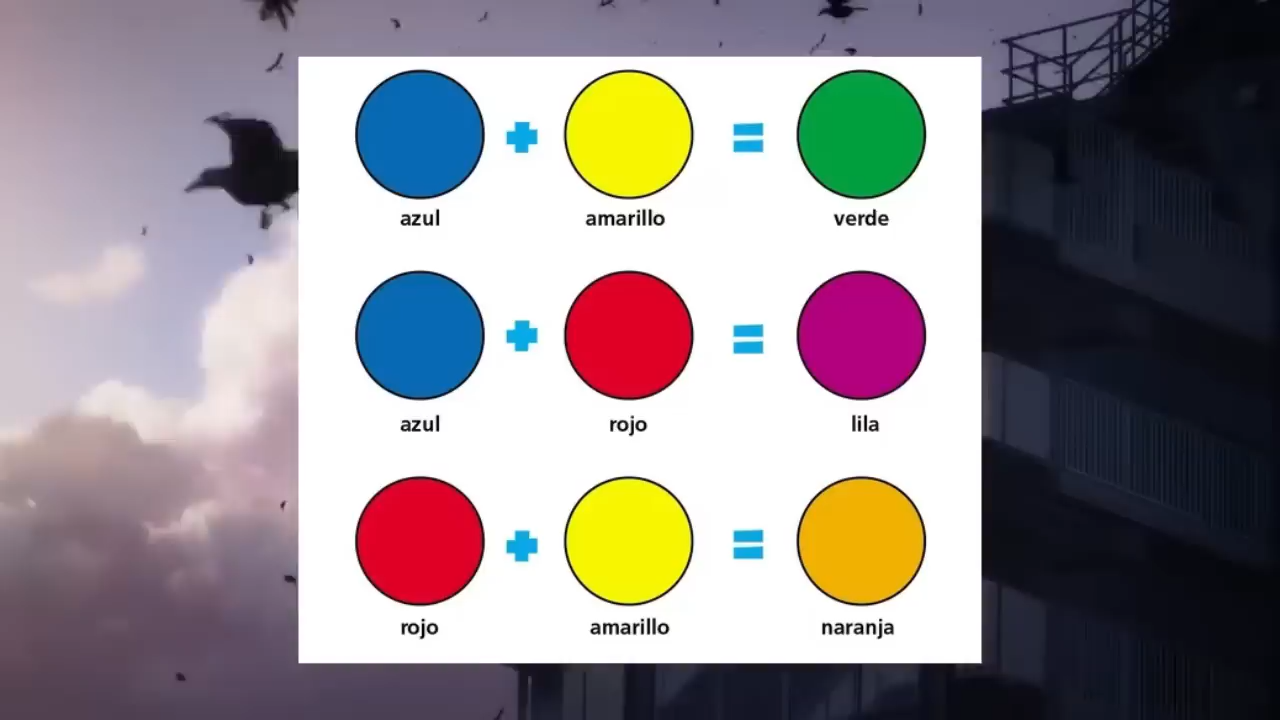 azul + amarillo = verde
azul + rojo = lila
rojo + amarillo = naranja